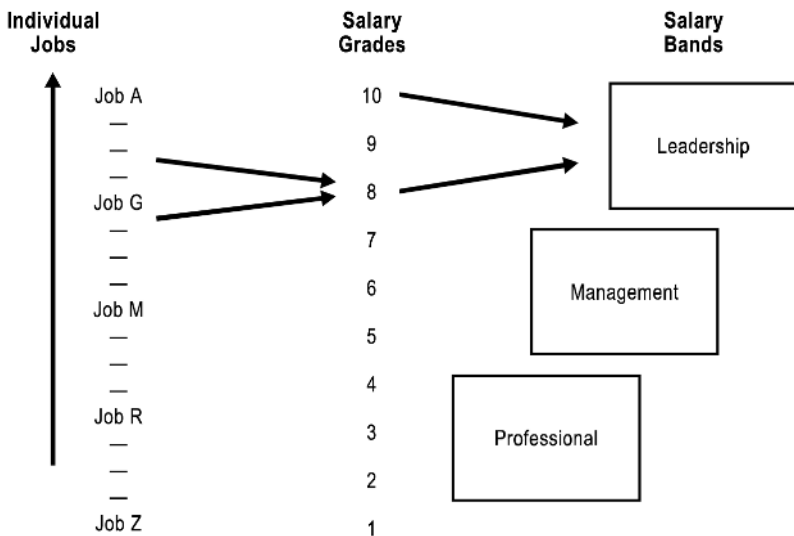 Individual
Jobs
Salary
Grades
Salary
Bands
Job A
Job G
Job M
Job R
Job Z
10
9
8
7
6
5
4
3
2
1
Leadership
Management
Professional